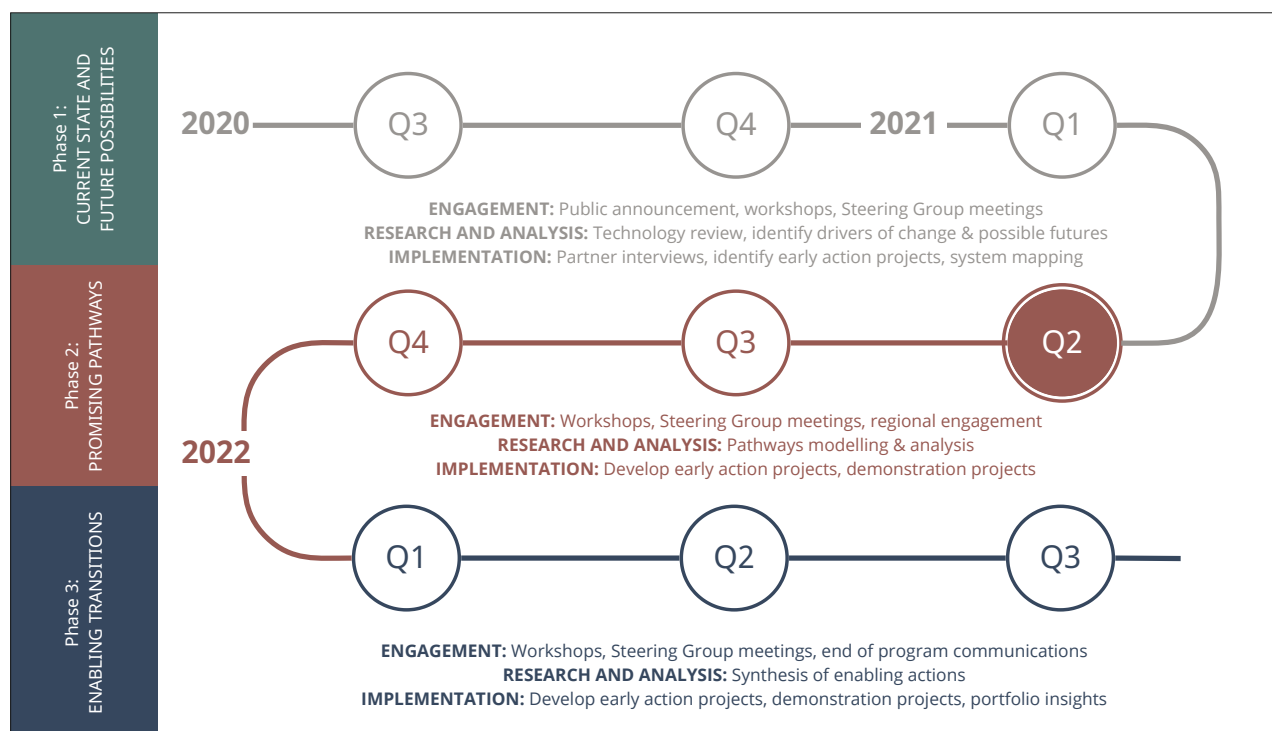 Phase 1:
CURRENT STATE AND
FUTURE POSSIBILITIES
2020
Q3
Q4
2021
Q1
ENGAGEMENT: Public announcement, workshops, Steering Group meetings
RESEARCH AND ANALYSIS: Technology review, identify drivers of change & possible futures
IMPLEMENTATION: Partner interviews, identify early action projects, system mapping
Phase 2:
PROMISING PATHWAYS
Q4
Q3
Q2
ENGAGEMENT: Workshops, Steering Group meetings, regional engagement
RESEARCH AND ANALYSIS: Pathways modelling & analysis
IMPLEMENTATION: Develop early action projects, demonstration projects
2022
Phase 3:
ENABLING TRANSITIONS
Q1
Q2
Q3
ENGAGEMENT: Workshops, Steering Group meetings, end of program communications
RESEARCH AND ANALYSIS: Synthesis of enabling actions
IMPLEMENTATION: Develop early action projects, demonstration projects, portfolio insights